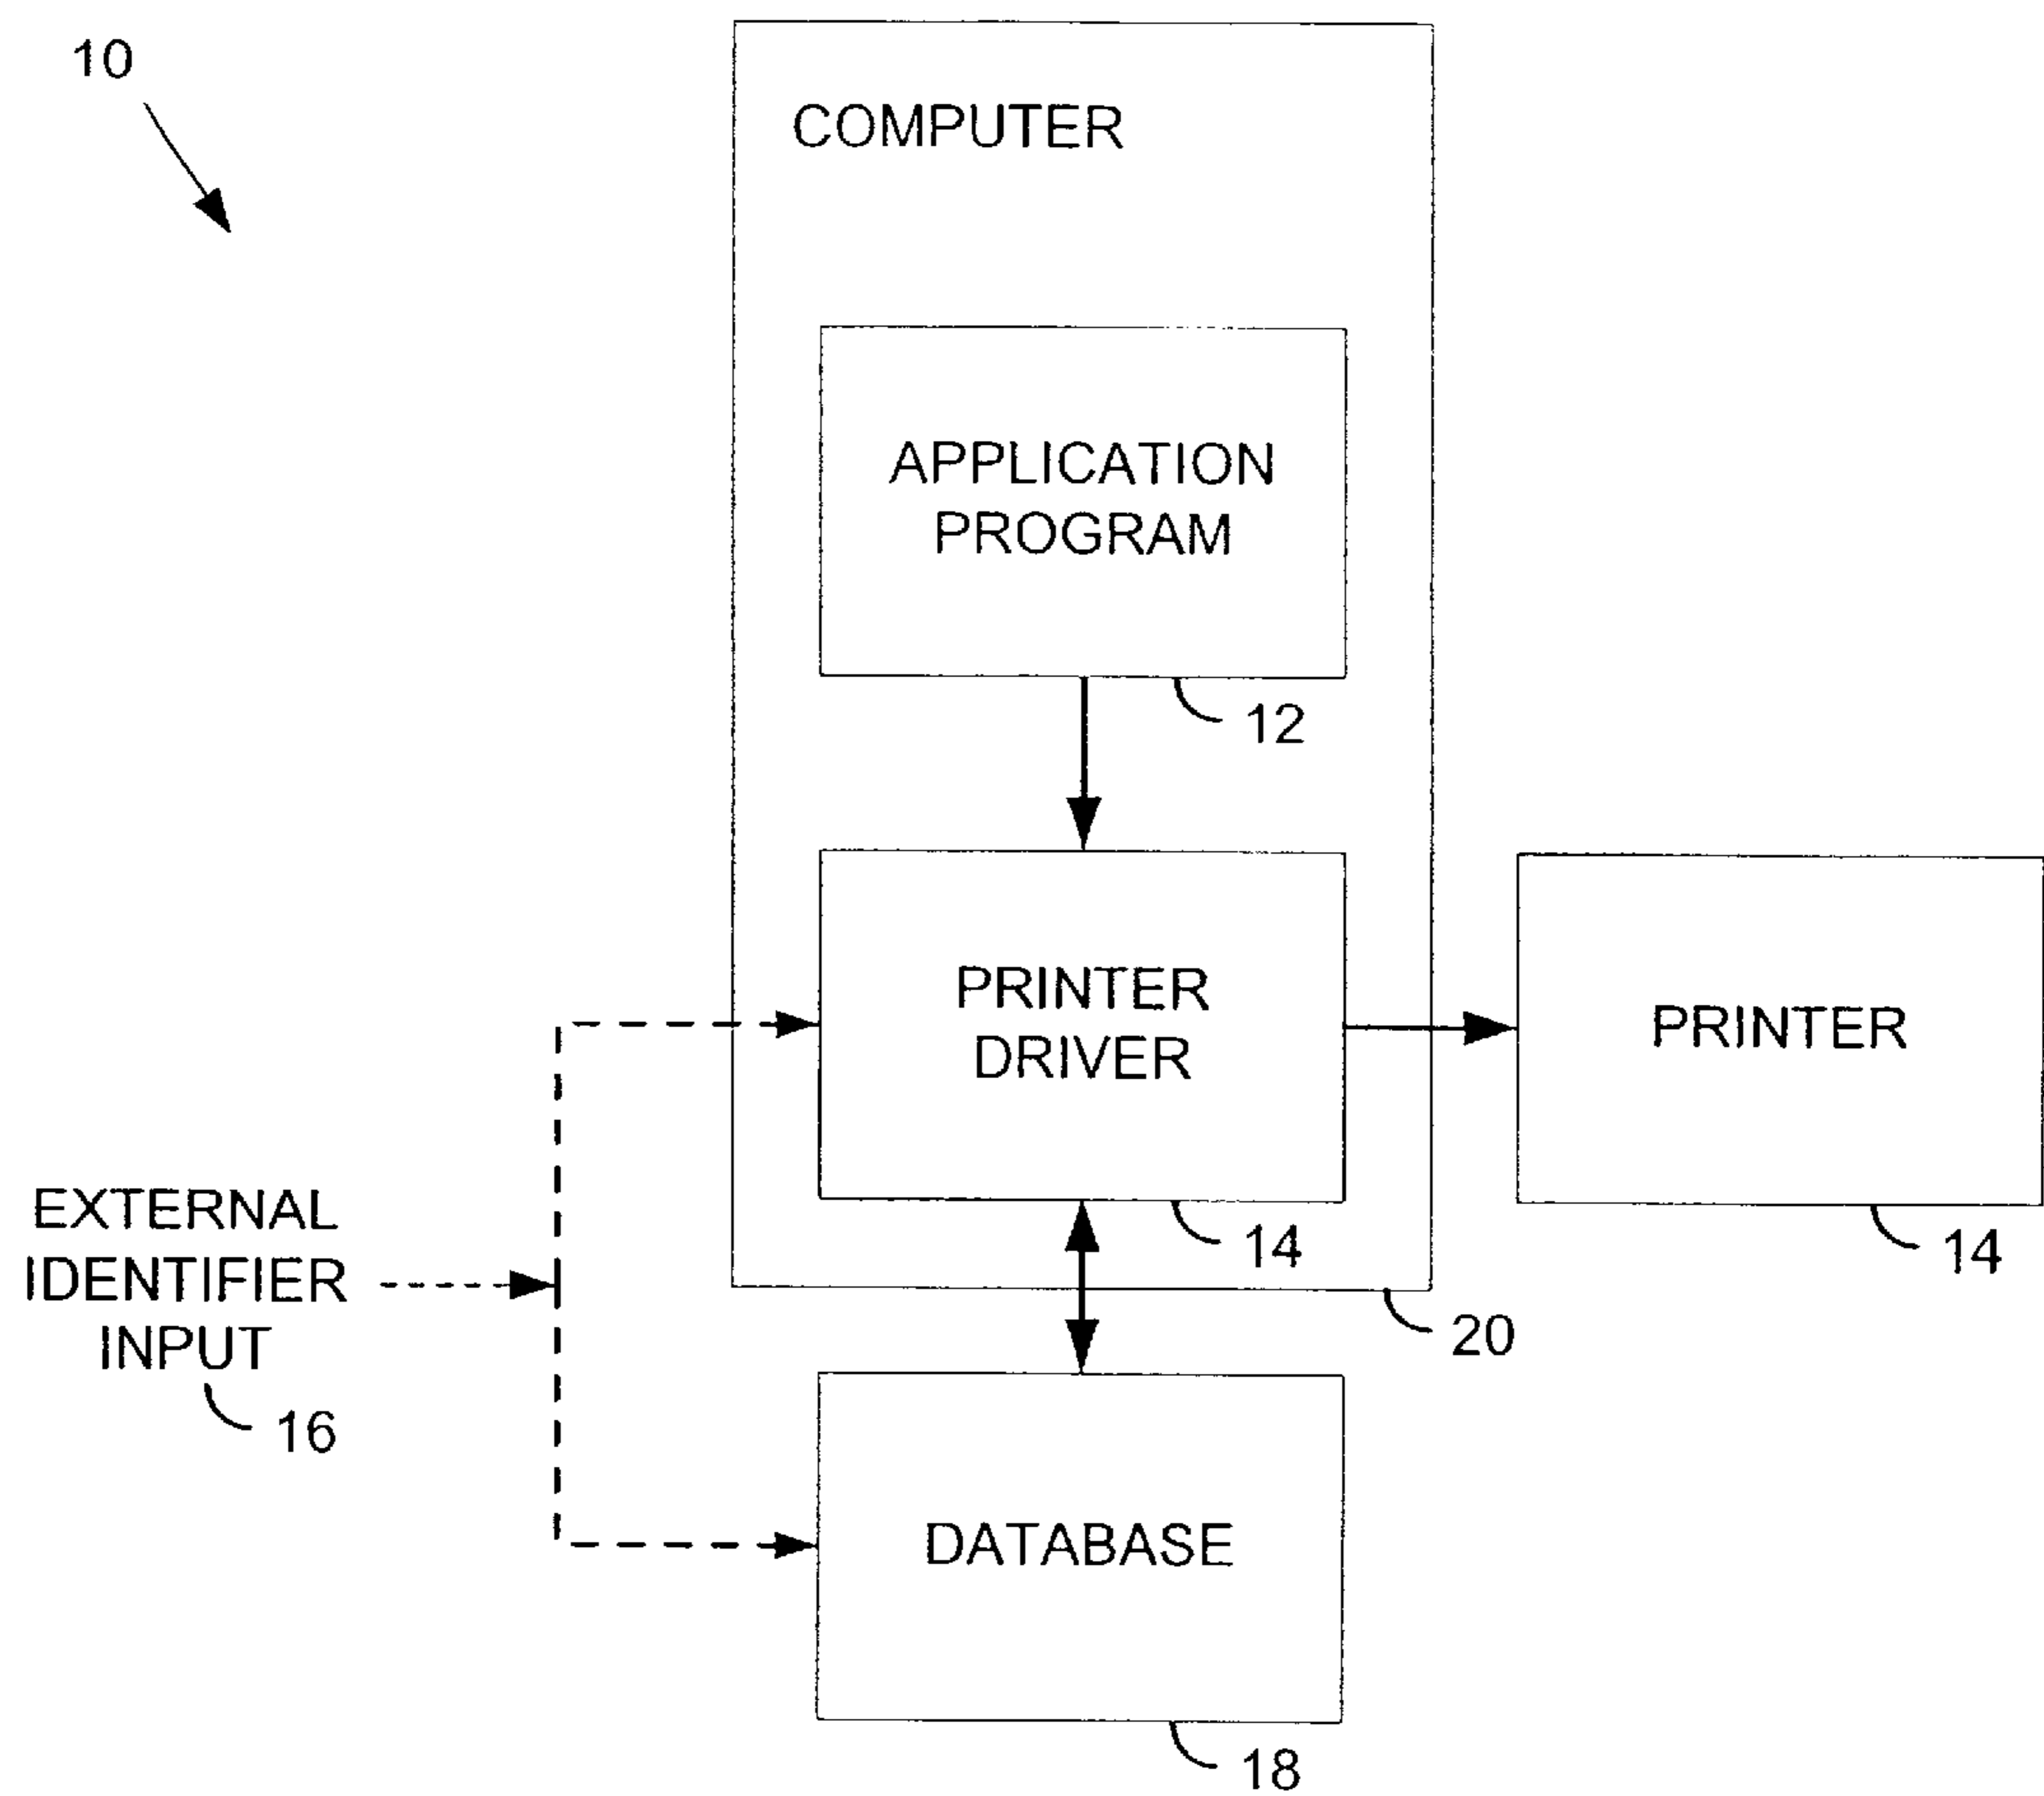 10
COMPUTER
APPLICATION
PROGRAM
12
PRINTER
DRIVER
14
PRINTER
14
EXTERNAL
IDENTIFIER
INPUT
16
20
DATABASE
18